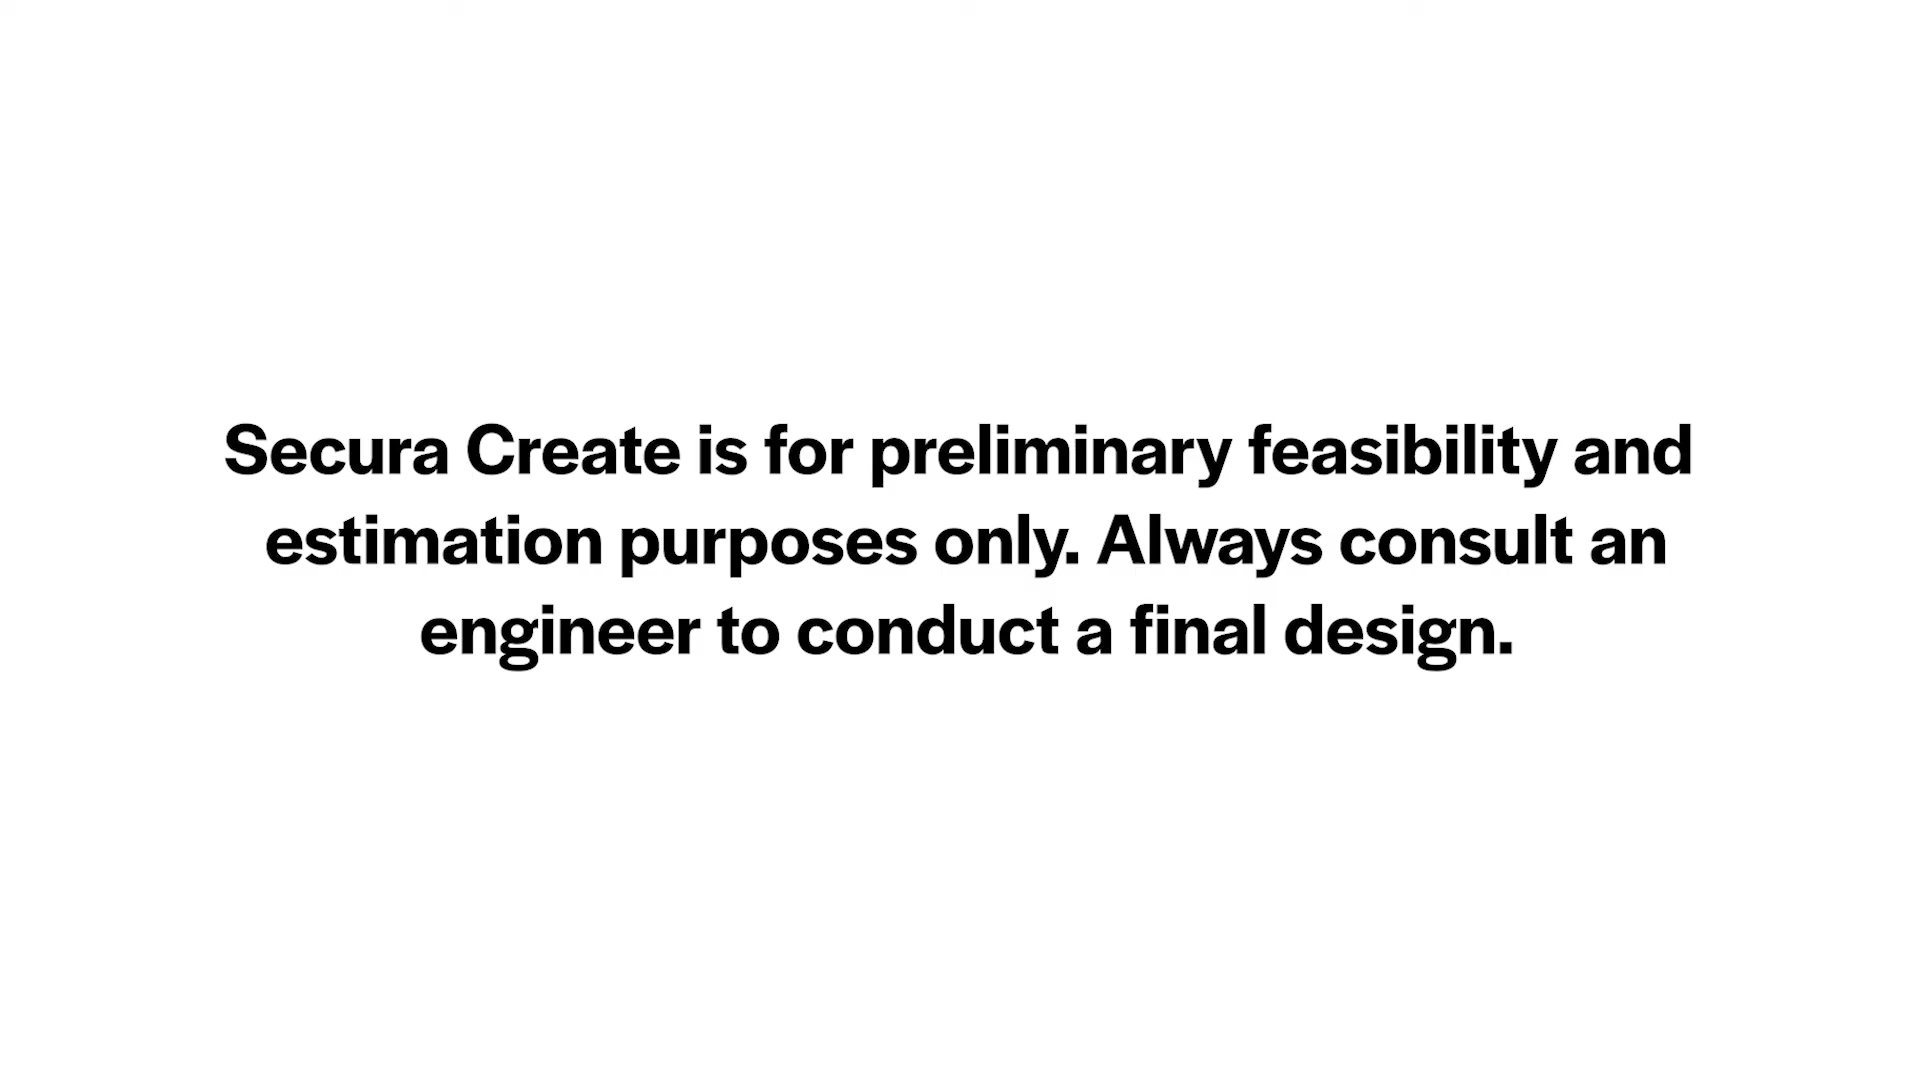 Secura Create is for preliminary feasibility and
estimation purposes only. Always consult an
engineer to conduct a final design.